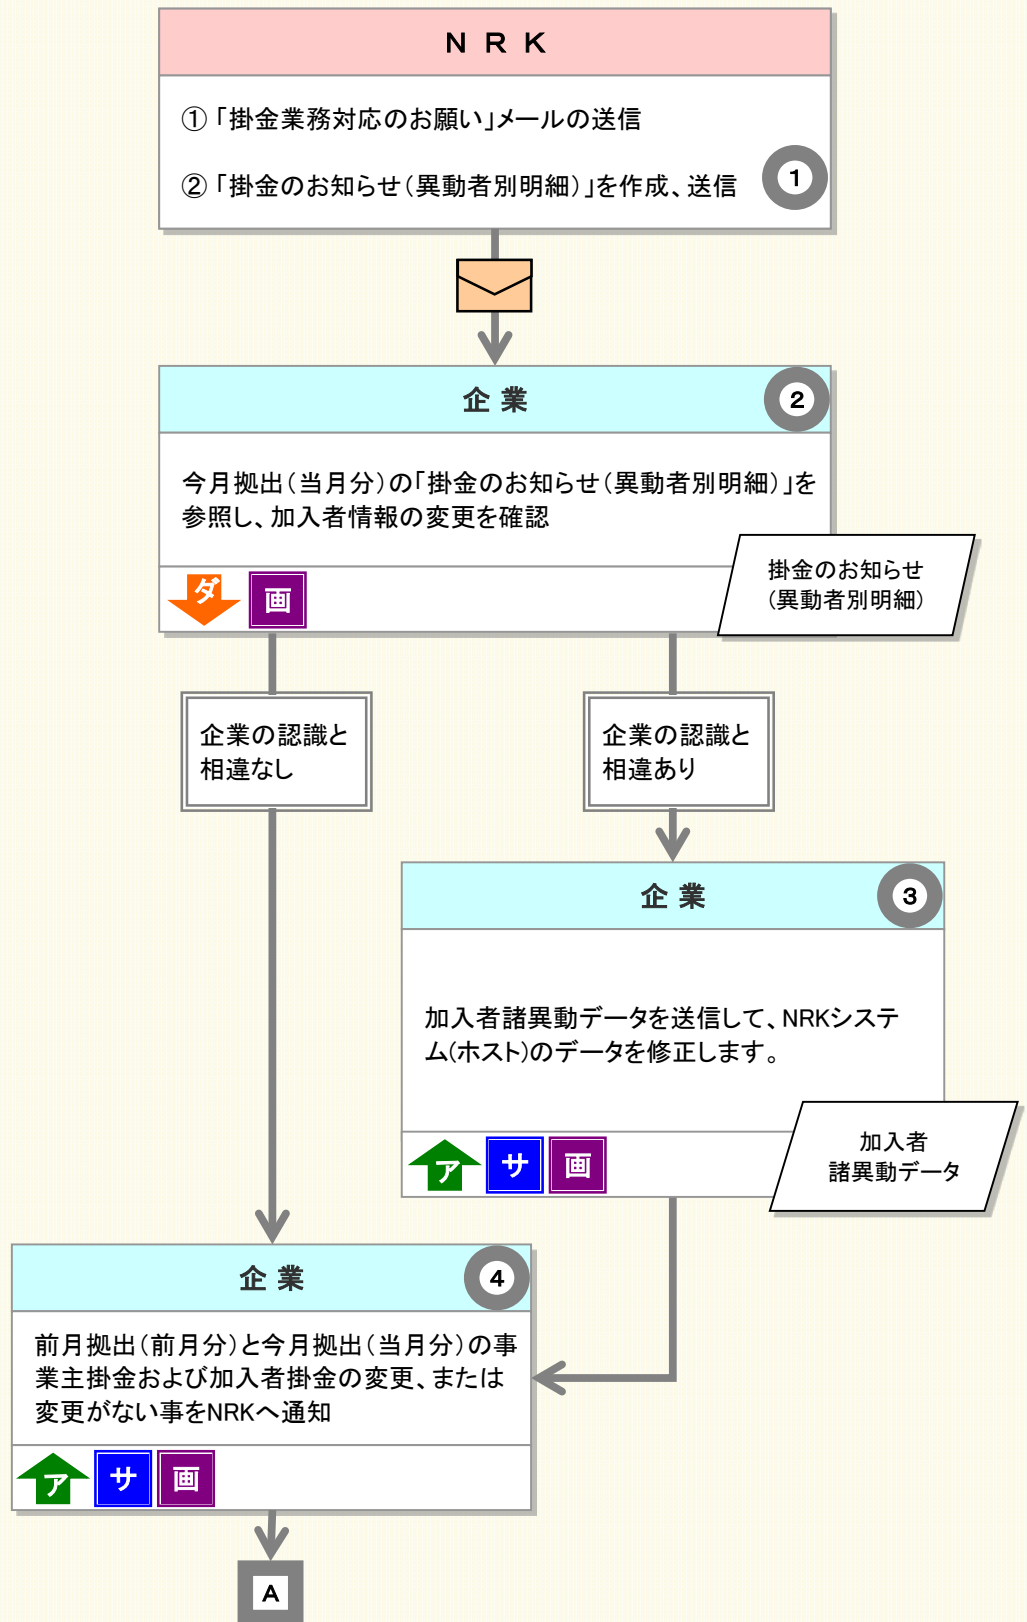 ＮＲＫ
①「掛金業務対応のお願い」メールの送信
②「掛金のお知らせ（異動者別明細）」を作成、送信
1
企業
2
今月拠出（当月分）の「掛金のお知らせ（異動者別明細）」を
参照し、加入者情報の変更を確認
掛金のお知らせ
（異動者別明細）
ダ 画
企業の認識と
相違なし
企業の認識と
相違あり
企業
3
加入者諸異動データを送信して、NRKシステ
ム(ホスト)のデータを修正します。
加入者
諸異動データ
ア サ 画
企業
4
前月拠出（前月分）と今月拠出（当月分）の事
業主掛金および加入者掛金の変更、または
変更がない事をNRKへ通知
ア サ 画
A